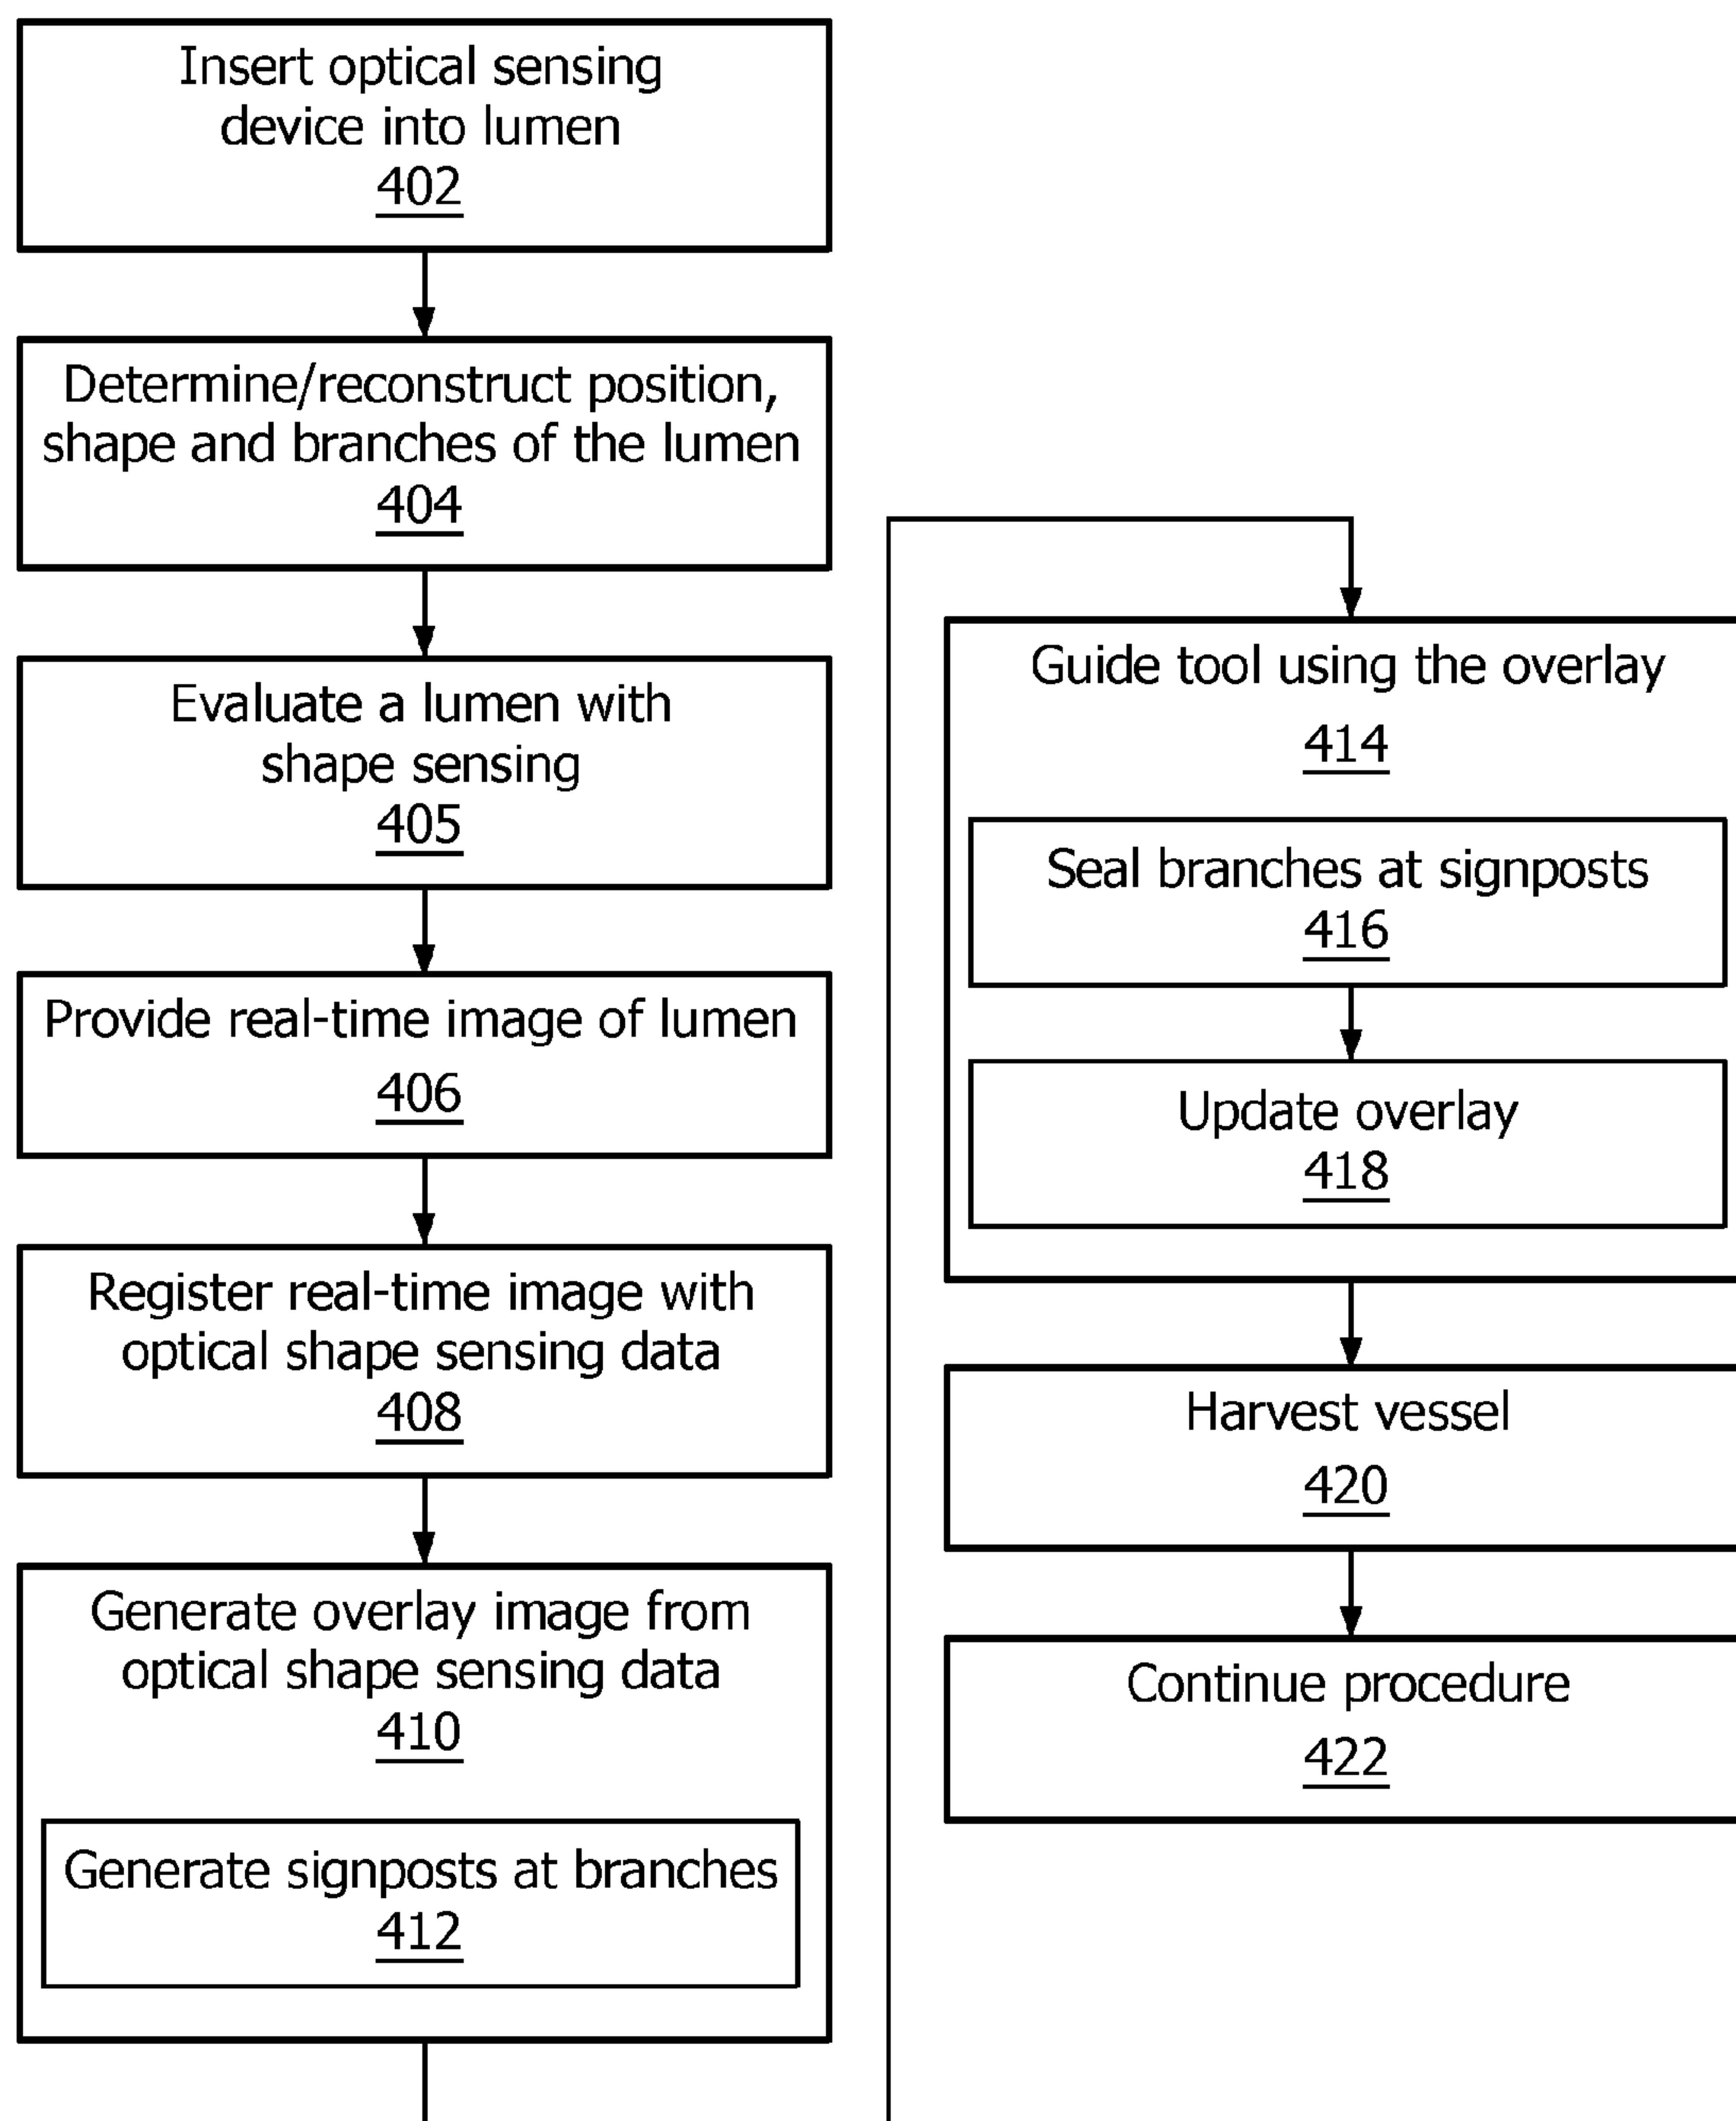 Insert optical sensing
device into lumen
402
Determine/reconstruct position,
shape and branches of the lumen
404
Evaluate a lumen with
shape sensing
405
Provide real-time image of lumen
406
Register real-time image with
optical shape sensing data
408
Generate overlay image from
optical shape sensing data
410
Generate signposts at branches
412
Guide tool using the overlay
414
Seal branches at signposts
416
Update overlay
418
Harvest vessel
420
Continue procedure
422